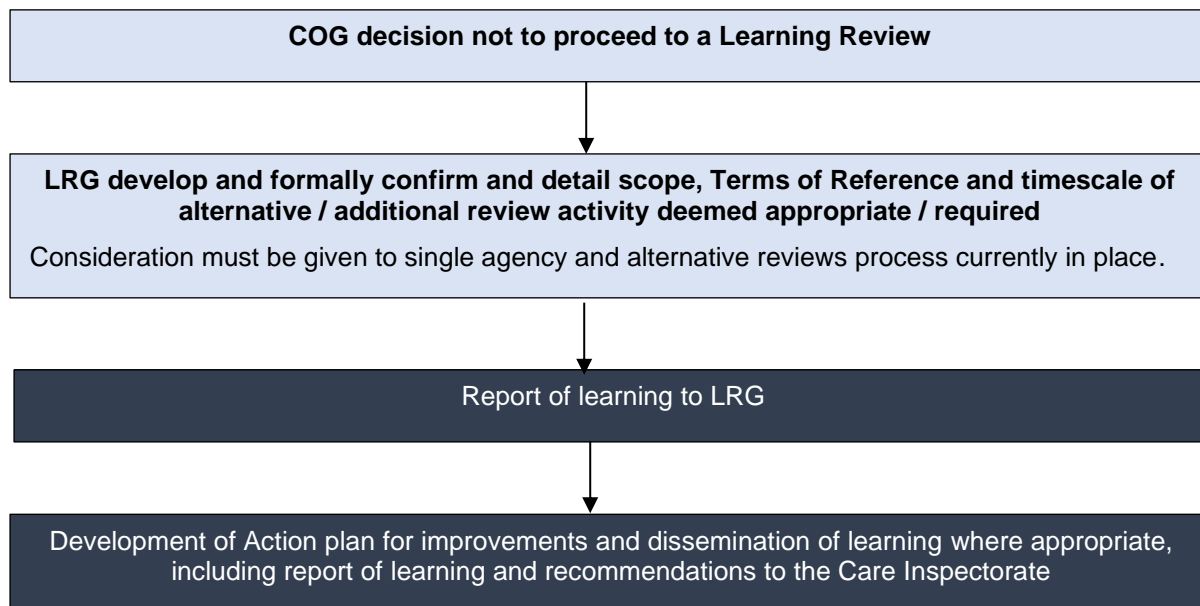 COG decision not to proceed to a Learning Review
LRG develop and formally confirm and detail scope, Terms of Reference and timescale of
alternative / additional review activity deemed appropriate / required
Consideration must be given to single agency and alternative reviews process currently in place.
Report of learning to LRG
Development of Action plan for improvements and dissemination of learning where appropriate,
including report of learning and recommendations to the Care Inspectorate